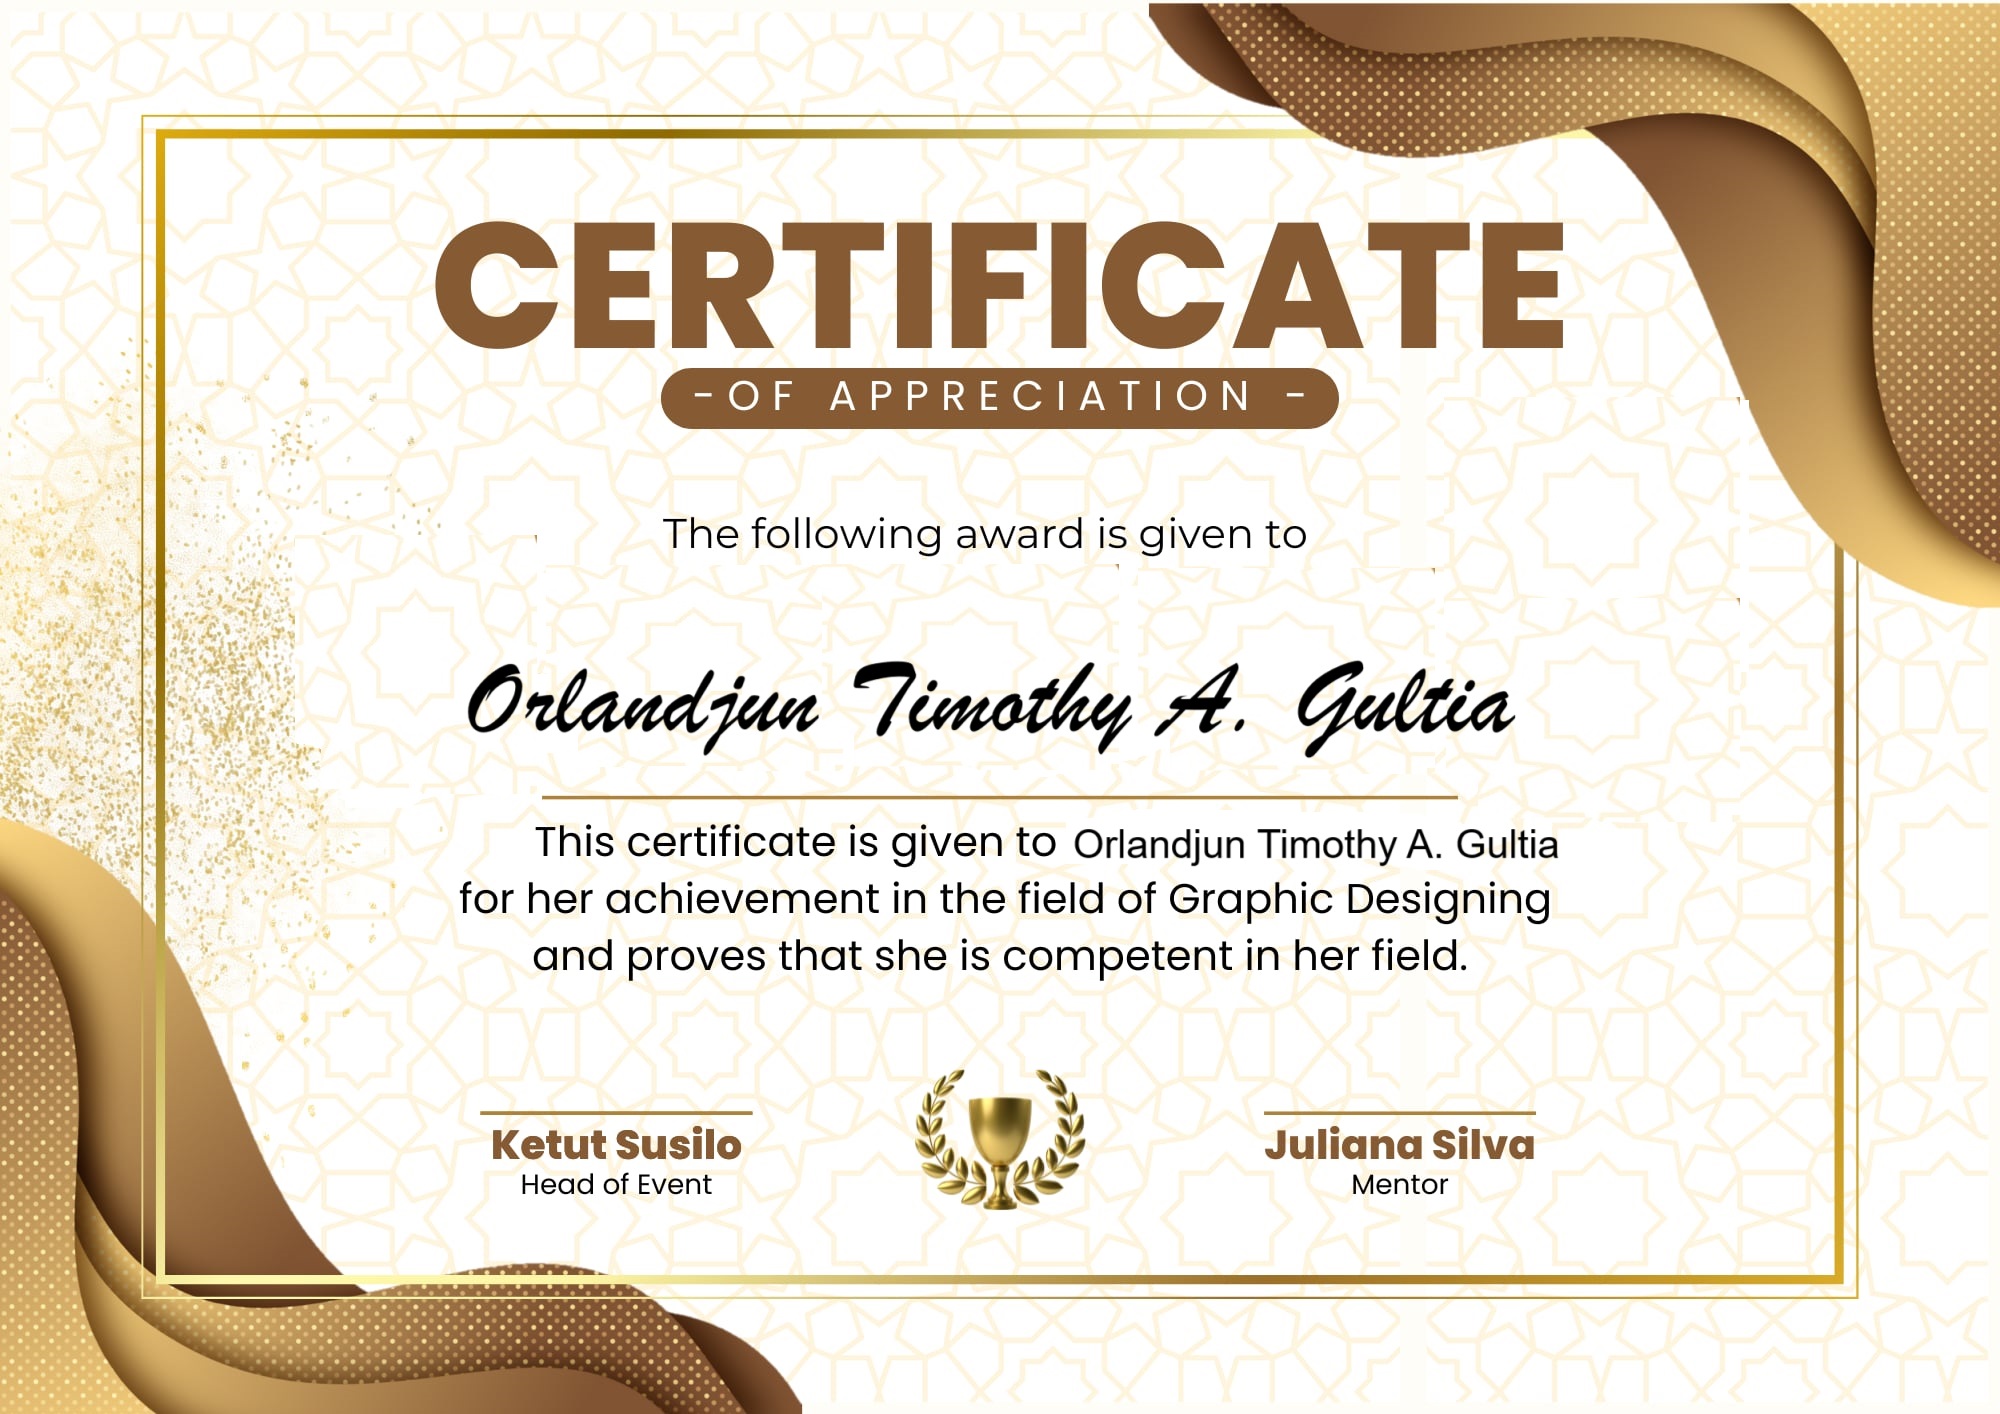 CERTIFICATE
-OF APPRECIATION -
The following award is given to
Orlandjun Timothy A. Gultia
This certificate is given to Orlandjun Timothy A. Gultia
for her achievement in the field of Graphic Designing
and proves that she is competent in her field.
Ketut Susilo
Head of Event
Juliana Silva
Mentor